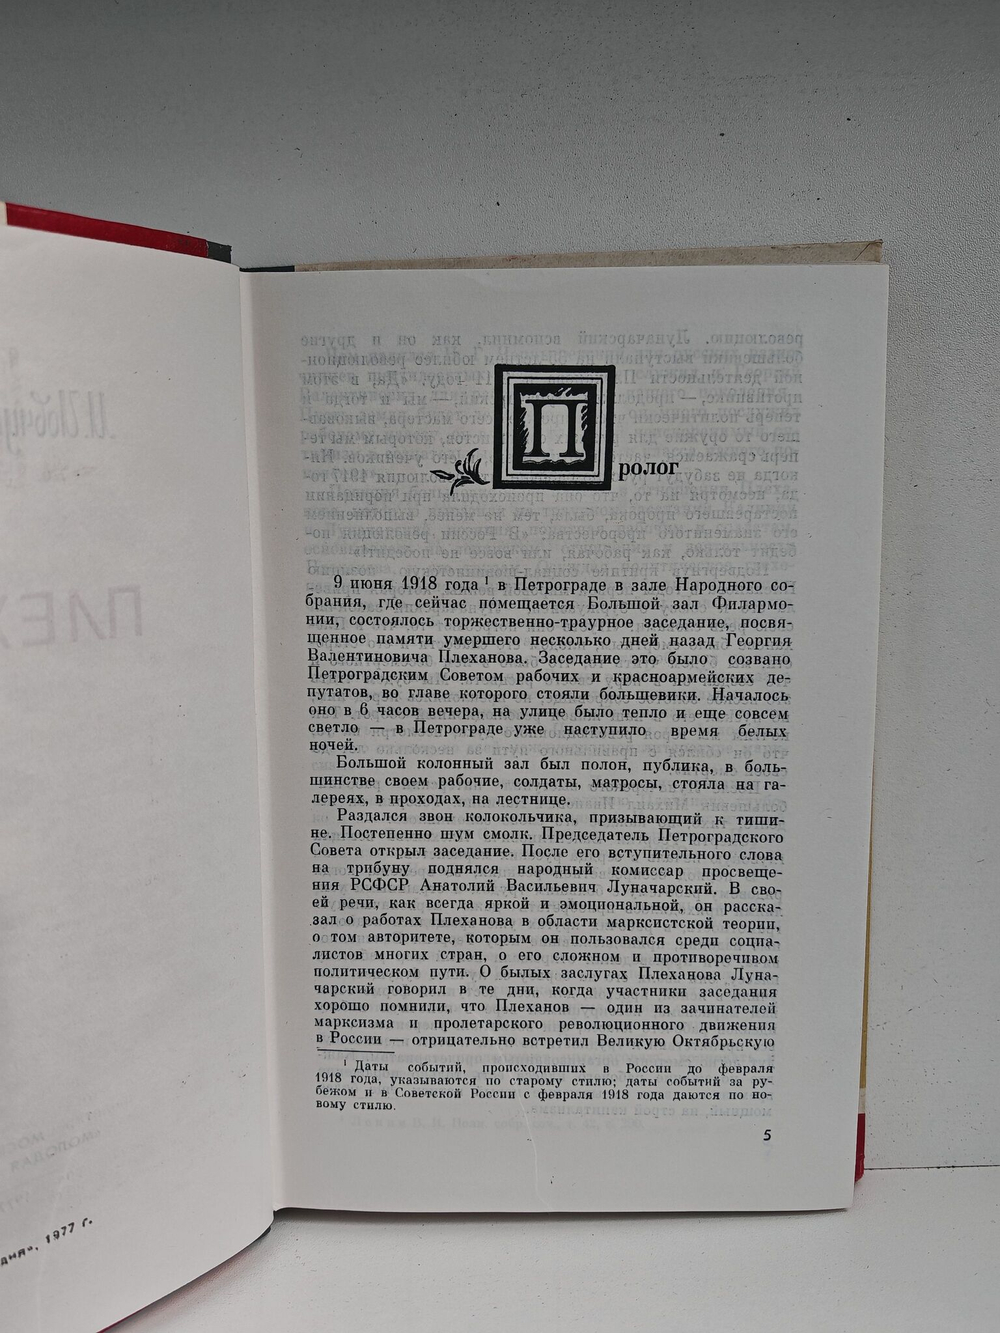 Пролог
9 июня 1918 года ¹ в Петрограде в зале Народного со-
брания, где сейчас помещается Большой зал Филармо-
нии, состоялось торжественно-траурное заседание, посвя-
щенное памяти умершего несколько дней назад Георгия
Валентиновича Плеханова. Заседание это было созвано
Петроградским Советом рабочих и красноармейских де-
путатов, во главе которого стояли большевики. Началось
оно в 6 часов вечера, на улице было тепло и еще совсем
светло — в Петрограде уже наступило время белых
ночей.
Большой колонный зал был полон, публика, в боль-
шинстве своем рабочие, солдаты, матросы, стояла на га-
лереях, в проходах, на лестнице.
Раздался звон колокольчика, призывающий к тиши-
не. Постепенно шум смолк. Председатель Петроградского
Совета открыл заседание. После его вступительного слова
на трибуну поднялся народный комиссар просвеще-
ния РСФСР Анатолий Васильевич Луначарский. В сво-
ей речи, как всегда яркой и эмоциональной, он расска-
зал о работах Плеханова в области марксистской теории,
о том авторитете, которым он пользовался среди социа-
листов многих стран, о его сложном и противоречивом
политическом пути. О былых заслугах Плеханова Луна-
чарский говорил в те дни, когда участники заседания
хорошо помнили, что Плеханов — один из зачинателей
марксизма и пролетарского революционного движения
в России — отрицательно встретил Великую Октябрьскую
¹ Даты событий, происходивших в России до февраля
1918 года, указываются по старому стилю; даты событий за ру-
бежом и в Советской России с февраля 1918 года даются по но-
вому стилю.
5
дия», 1977 г.